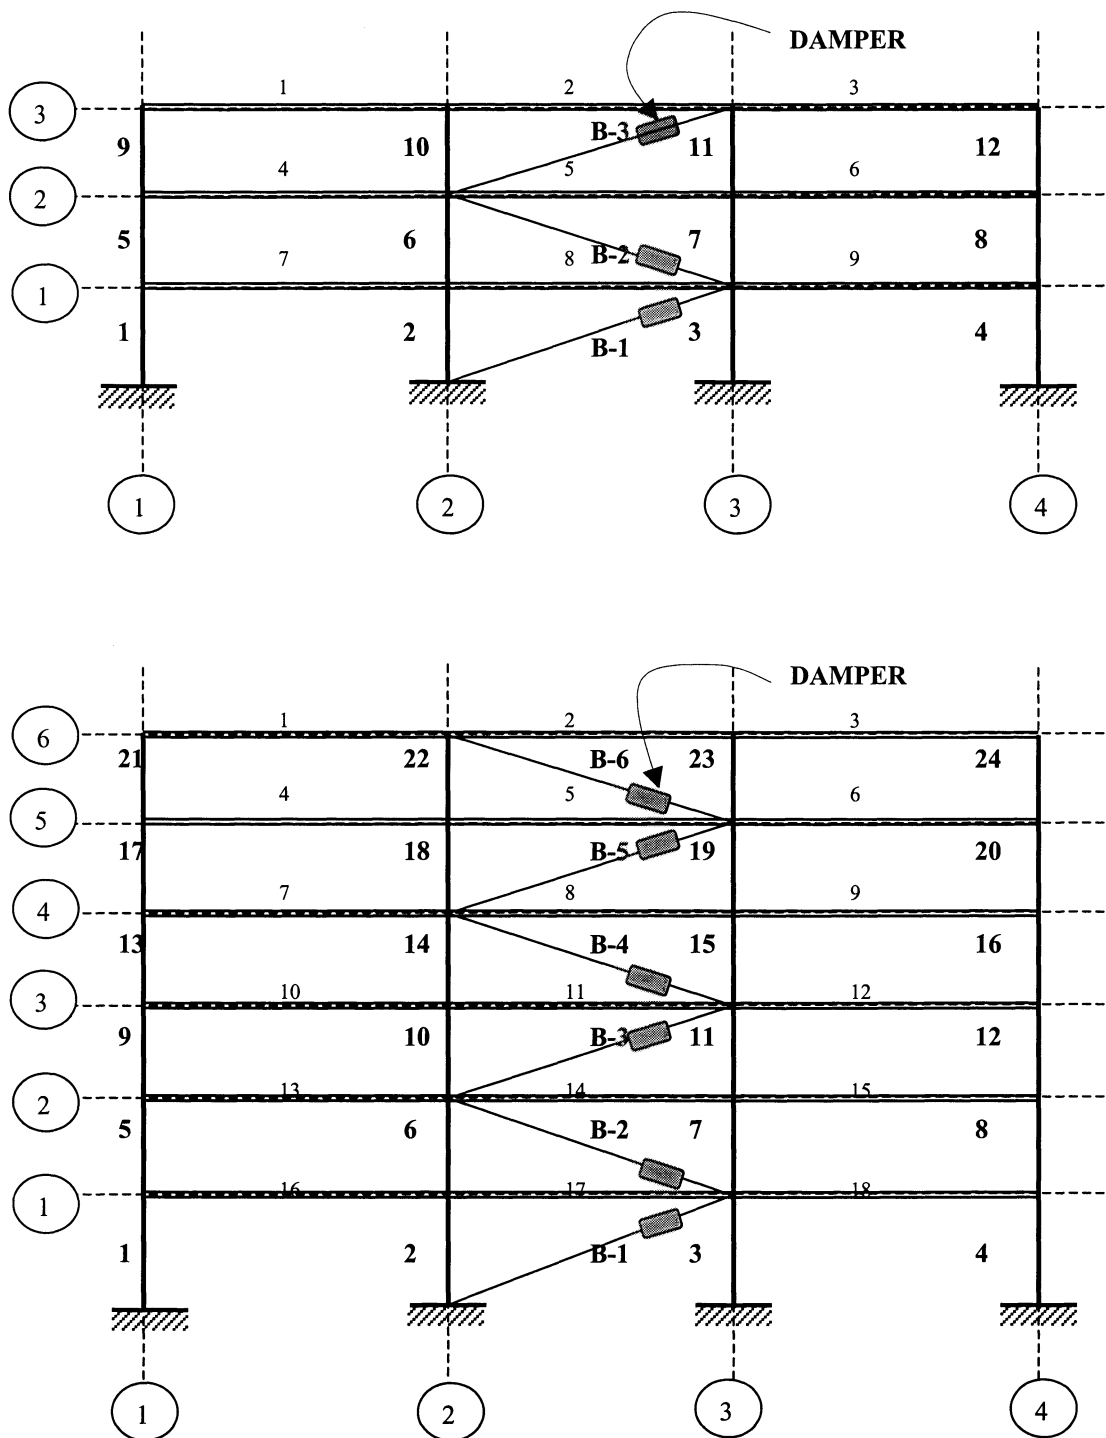 DAMPER
1 2 3
3
B-3
9 10 11 12
4 5 6
2
5 6 7 8
7 8 B-2 9
1
1 2 3 4
B-1
1 2 3 4
DAMPER
1 2 3
6
21 22 B-6 23 24
4 5 6
5
17 18 B-5 19 20
7 8 9
4
13 14 B-4 15 16
10 11 12
3
9 10 B-3 11 12
13 14 15
2
5 6 B-2 7 8
16 17 18
1
1 2 B-1 3 4
1 2 3 4